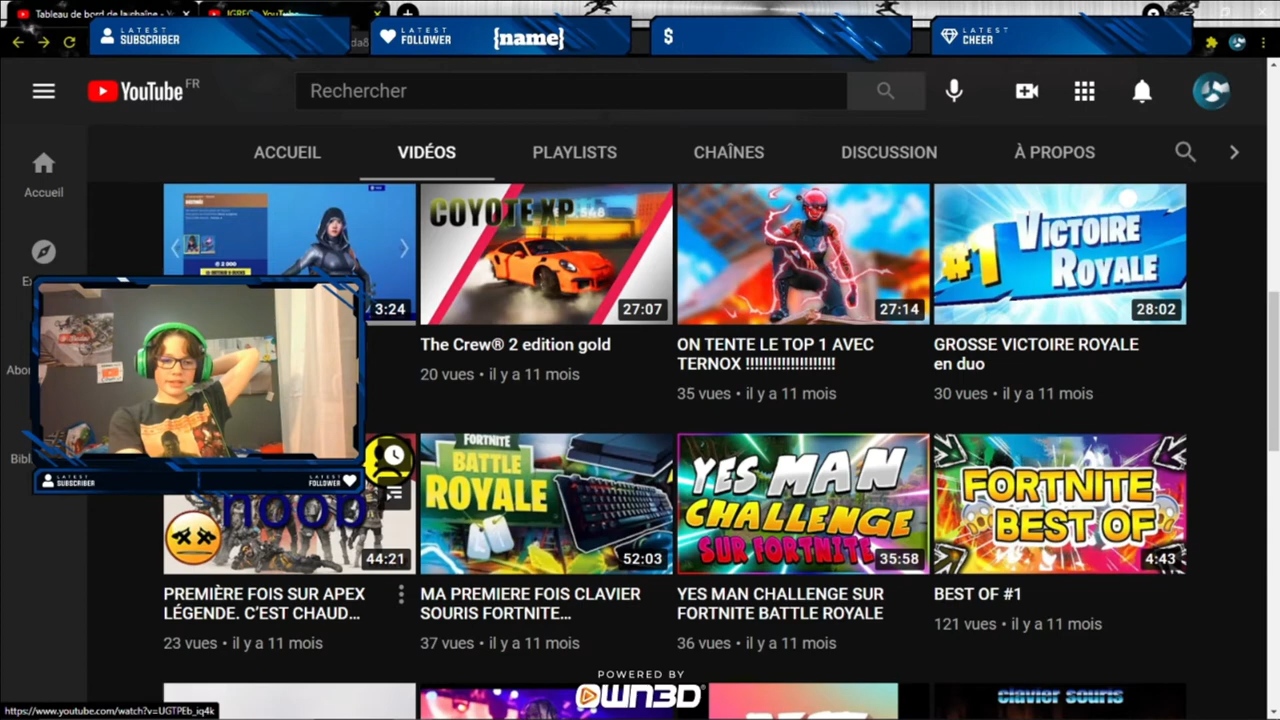 Tableau de bord de la chaîne - Y
JGREC - YouTube
LATEST
SUBSCRIBER
LATEST
FOLLOWER
{name}
$
LATEST
CHEER
YouTube FR
Rechercher
ACCUEIL
VIDÉOS
PLAYLISTS
CHAÎNES
DISCUSSION
À PROPOS
Accueil
3:24
COYOTE XP
27:07
27:14
#1 VICTOIRE
ROYALE
28:02
The Crew® 2 edition gold
20 vues • il y a 11 mois
ON TENTE LE TOP 1 AVEC
TERNOX !!!!!!!!!!!!!!!!!!!!
35 vues • il y a 11 mois
GROSSE VICTOIRE ROYALE
en duo
30 vues • il y a 11 mois
LATEST
SUBSCRIBER
LATEST
FOLLOWER
noob
44:21
FORTNITE
BATTLE
ROYALE
52:03
YES MAN
CHALLENGE
SUR FORTNITE
35:58
FORTNITE
BEST OF
4:43
PREMIÈRE FOIS SUR APEX
LÉGENDE. C'EST CHAUD...
23 vues • il y a 11 mois
MA PREMIERE FOIS CLAVIER
SOURIS FORTNITE...
37 vues • il y a 11 mois
YES MAN CHALLENGE SUR
FORTNITE BATTLE ROYALE
36 vues • il y a 11 mois
BEST OF #1
121 vues • il y a 11 mois
POWERED BY
OWN3D
clavier souris
https://www.youtube.com/watch?v=UGTPEb_iq4k